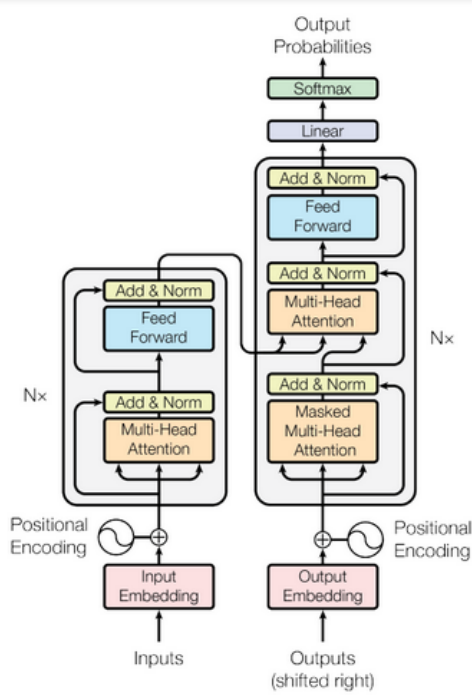 Output
Probabilities
Softmax
Linear
Add & Norm
Feed
Forward
Add & Norm
Multi-Head
Attention
Add & Norm
Masked
Multi-Head
Attention
Nx
Add & Norm
Feed
Forward
Add & Norm
Multi-Head
Attention
Nx
Positional
Encoding
Positional
Encoding
Input
Embedding
Output
Embedding
Inputs
Outputs
(shifted right)